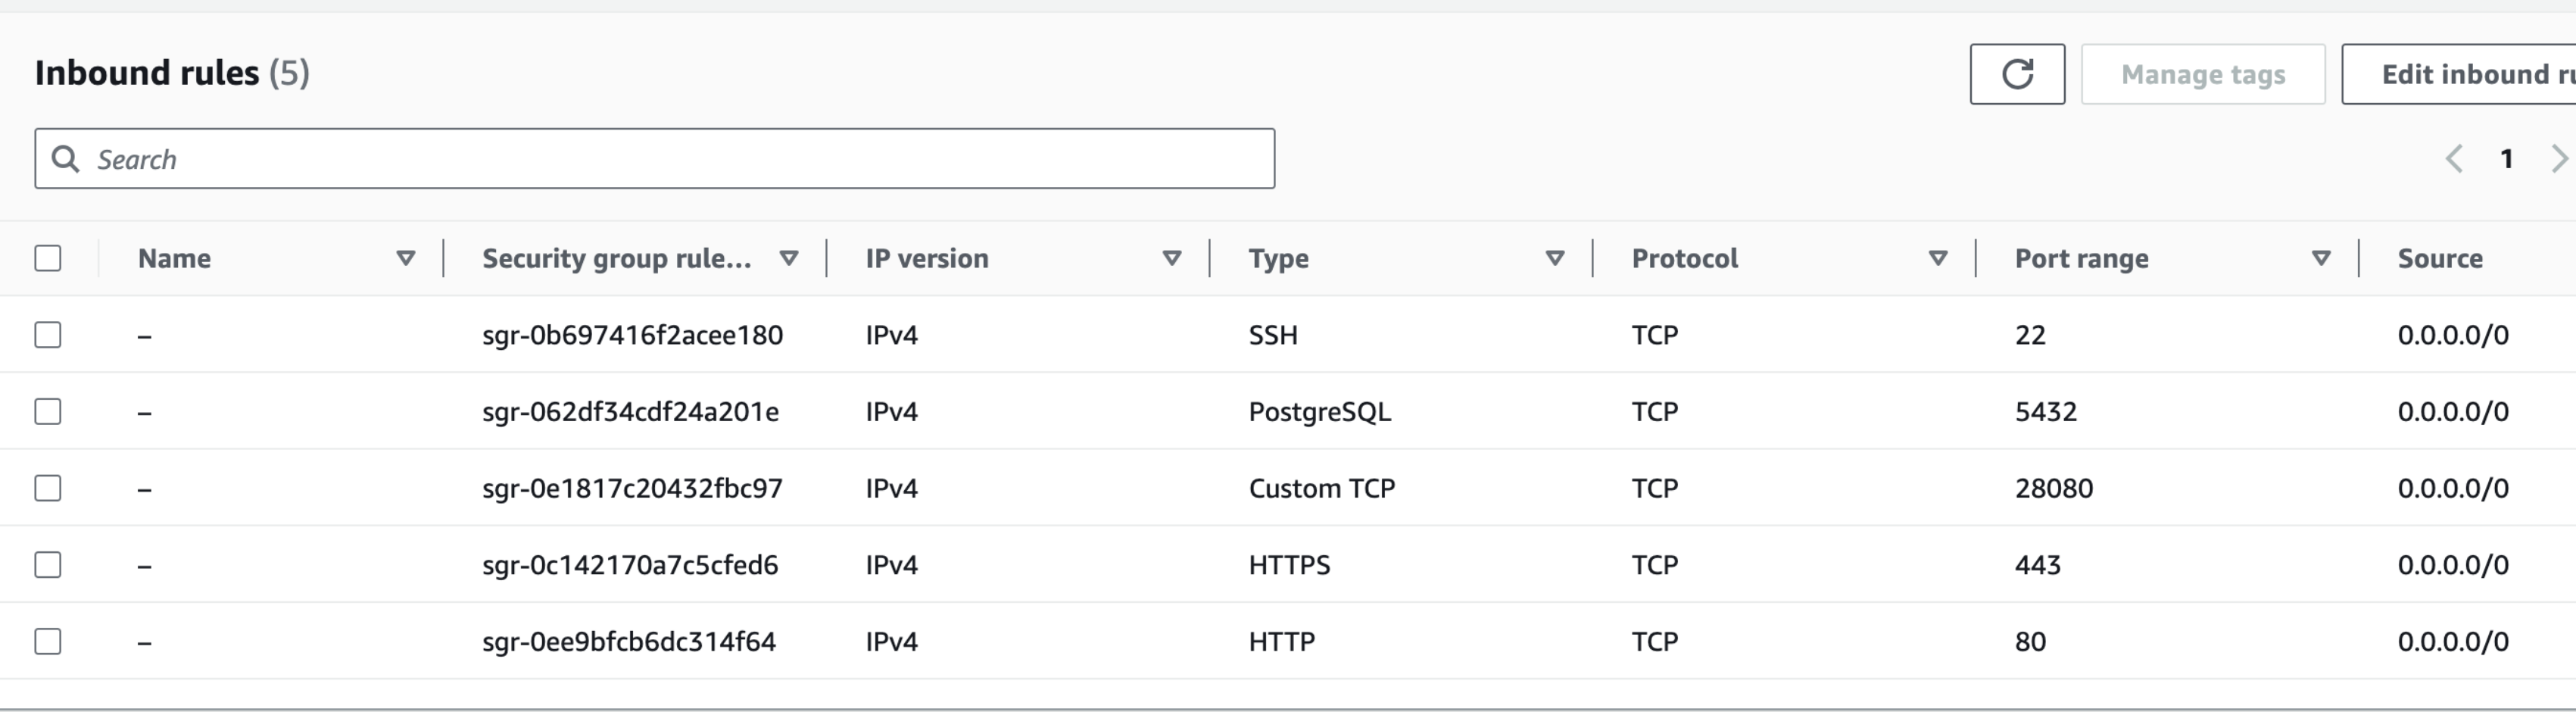 Inbound rules (5)
Manage tags
Edit inbound ru
Search
1
Name Security group rule... IP version Type Protocol Port range Source
– sgr-0b697416f2acee180 IPv4 SSH TCP 22 0.0.0.0/0
– sgr-062df34cdf24a201e IPv4 PostgreSQL TCP 5432 0.0.0.0/0
– sgr-0e1817c20432fbc97 IPv4 Custom TCP TCP 28080 0.0.0.0/0
– sgr-0c142170a7c5cfed6 IPv4 HTTPS TCP 443 0.0.0.0/0
– sgr-0ee9bfcb6dc314f64 IPv4 HTTP TCP 80 0.0.0.0/0